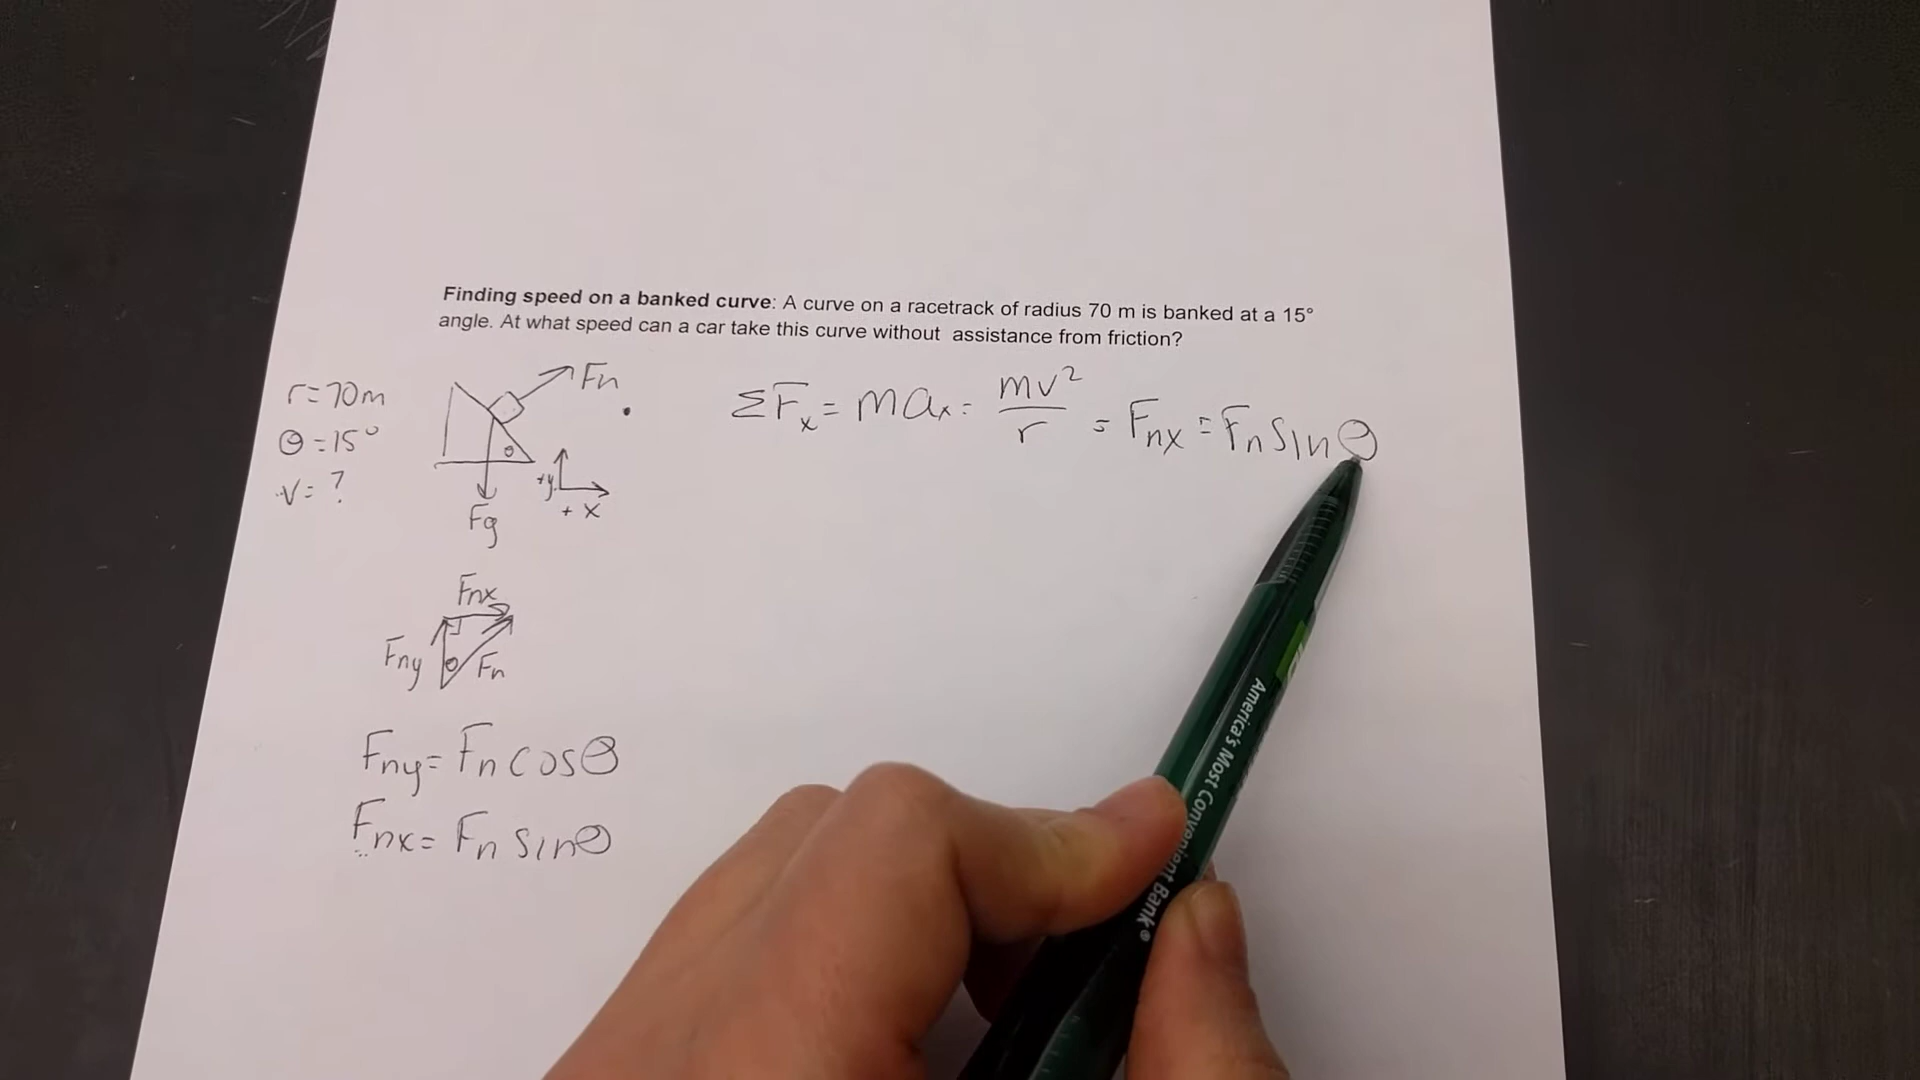 Finding speed on a banked curve: A curve on a racetrack of radius 70 m is banked at a 15°
angle. At what speed can a car take this curve without assistance from friction?
r=70m
θ=15°
v=?
Fn
θ
Fg
+y
+x
ΣFx = max = mv²/r = Fnx = Fn sinθ
Fnx
Fny
θ
Fn
Fny = Fn cosθ
Fnx = Fn sinθ
America's Most Convenient Bank®